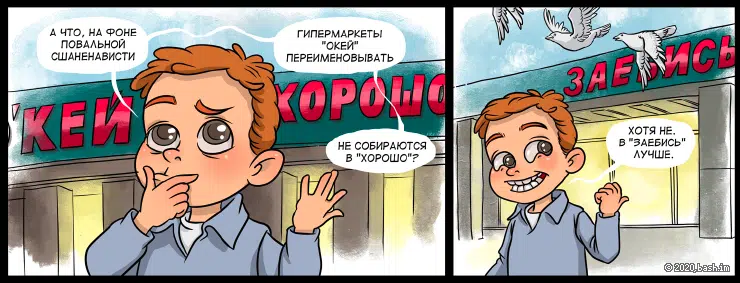 А ЧТО, НА ФОНЕ
ПОВАЛЬНОЙ
СШАНЕНАВИСТИ
ГИПЕРМАРКЕТЫ
"ОКЕЙ"
ПЕРЕИМЕНОВЫВАТЬ
НЕ СОБИРАЮТСЯ
В "ХОРОШО"?
'КЕЙ
ХОРОШО
ЗАЕБИСЬ
ХОТЯ НЕ.
В "ЗАЕБИСЬ"
ЛУЧШЕ.
© 2020,bash.im